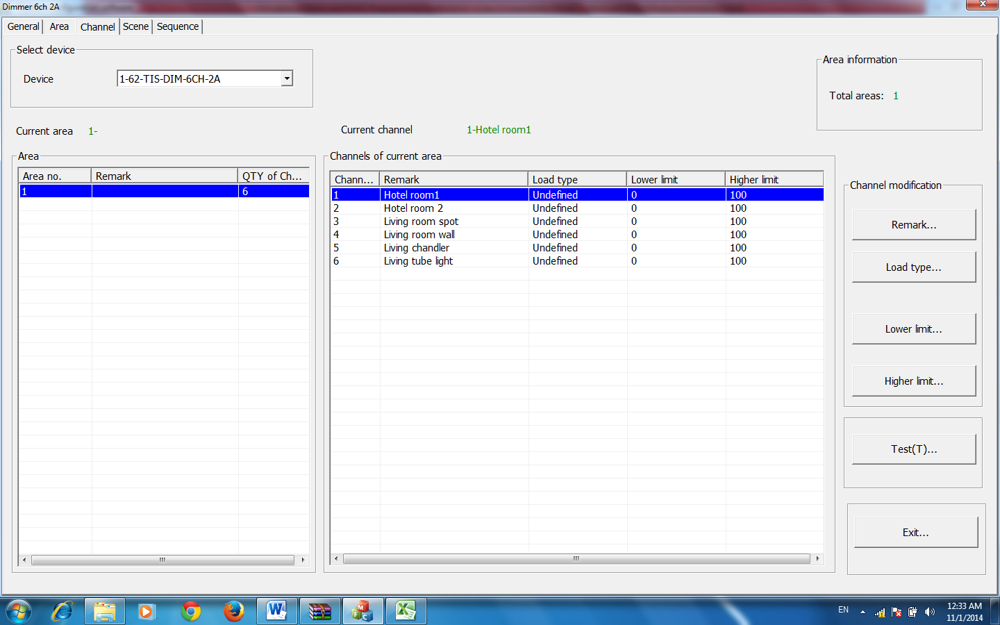 Dimmer 6ch 2A
General Area Channel Scene Sequence
Select device
Device 1-62-TIS-DIM-6CH-2A
Area information
Total areas: 1
Current area 1-
Current channel 1-Hotel room1
Area
Area no. Remark QTY of Ch...
1 6
Channels of current area
Chann... Remark Load type Lower limit Higher limit
1 Hotel room1 Undefined 0 100
2 Hotel room 2 Undefined 0 100
3 Living room spot Undefined 0 100
4 Living room wall Undefined 0 100
5 Living chandler Undefined 0 100
6 Living tube light Undefined 0 100
Channel modification
Remark...
Load type...
Lower limit...
Higher limit...
Test(T)...
Exit...
EN
12:33 AM
11/1/2014